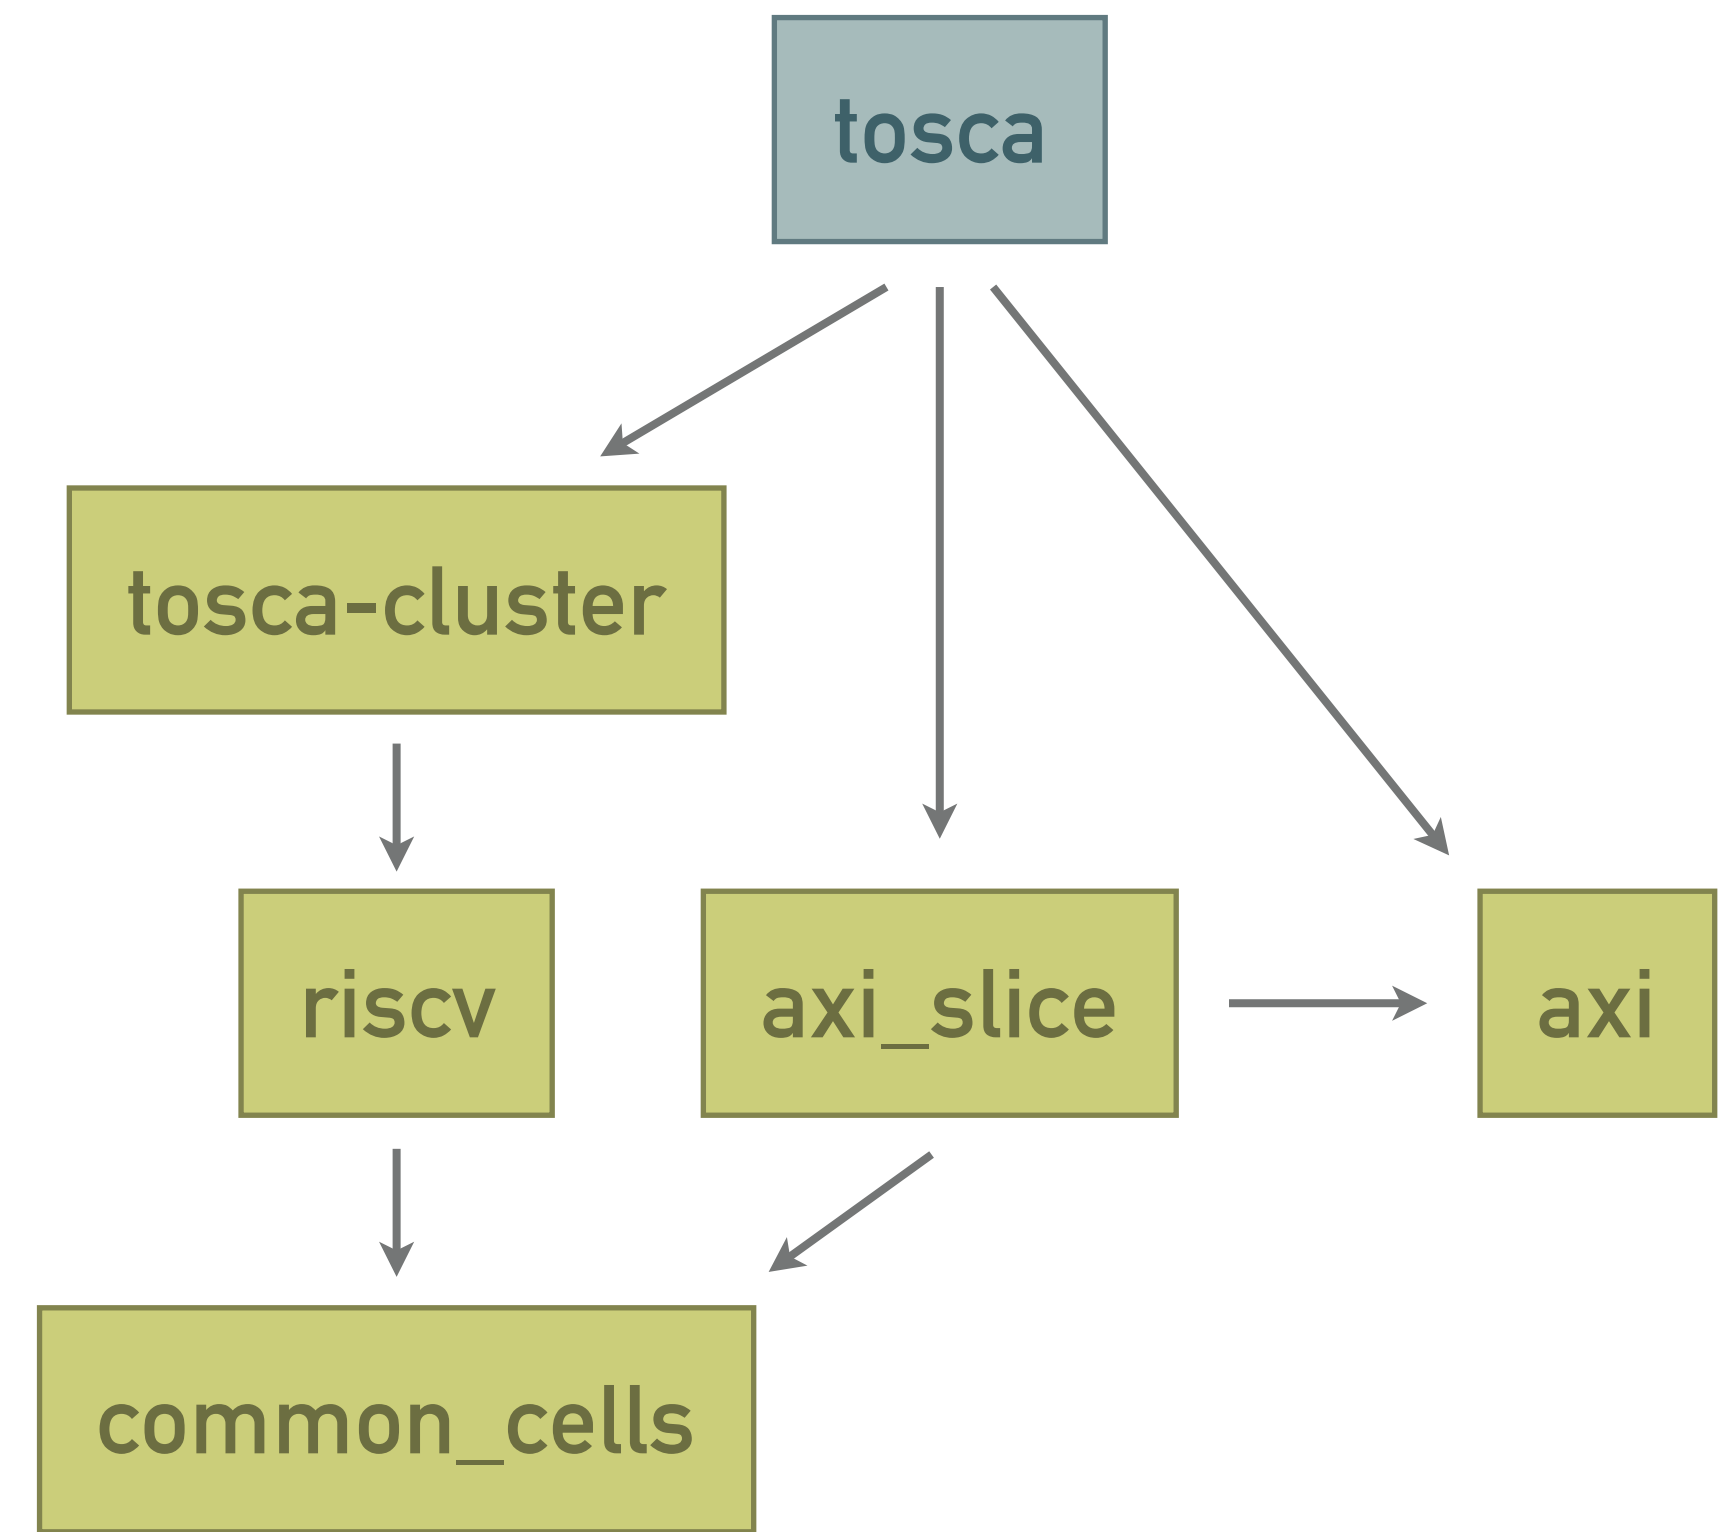 tosca
tosca-cluster
riscv
axi_slice
axi
common_cells